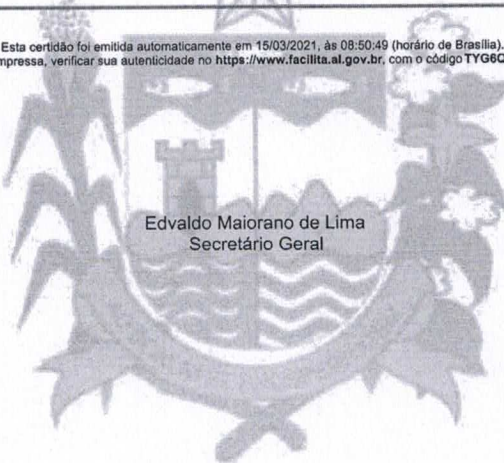 Esta certidão foi emitida automaticamente em 15/03/2021, às 08:50:49 (horário de Brasília).
verificar sua autenticidade no https://www.facilita.al.gov.br, com o código
Edvaldo Maiorano de Lima
Secretário Geral